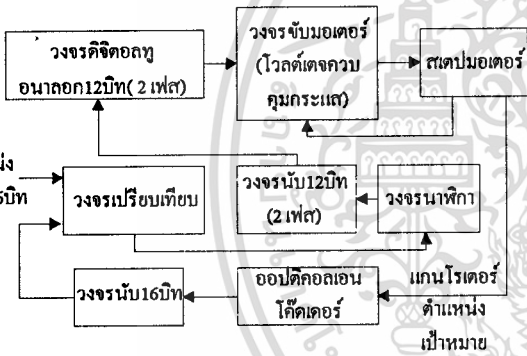 วงจรดิจิตอลทู
อนาลอก12บิท( 2 เฟส)
วงจรขับมอเตอร์
(โวลต์เตจควบ
คุมกระแส)
สเตปมอเตอร์
วงจรเปรียบเทียบ
วงจรนับ12บิท
(2 เฟส)
วงจรนาฬิกา
วงจรนับ16บิท
ออปติคอลเอน
โค๊ดเดอร์
แกนโรเตอร์
ตำแหน่ง
เป้าหมาย